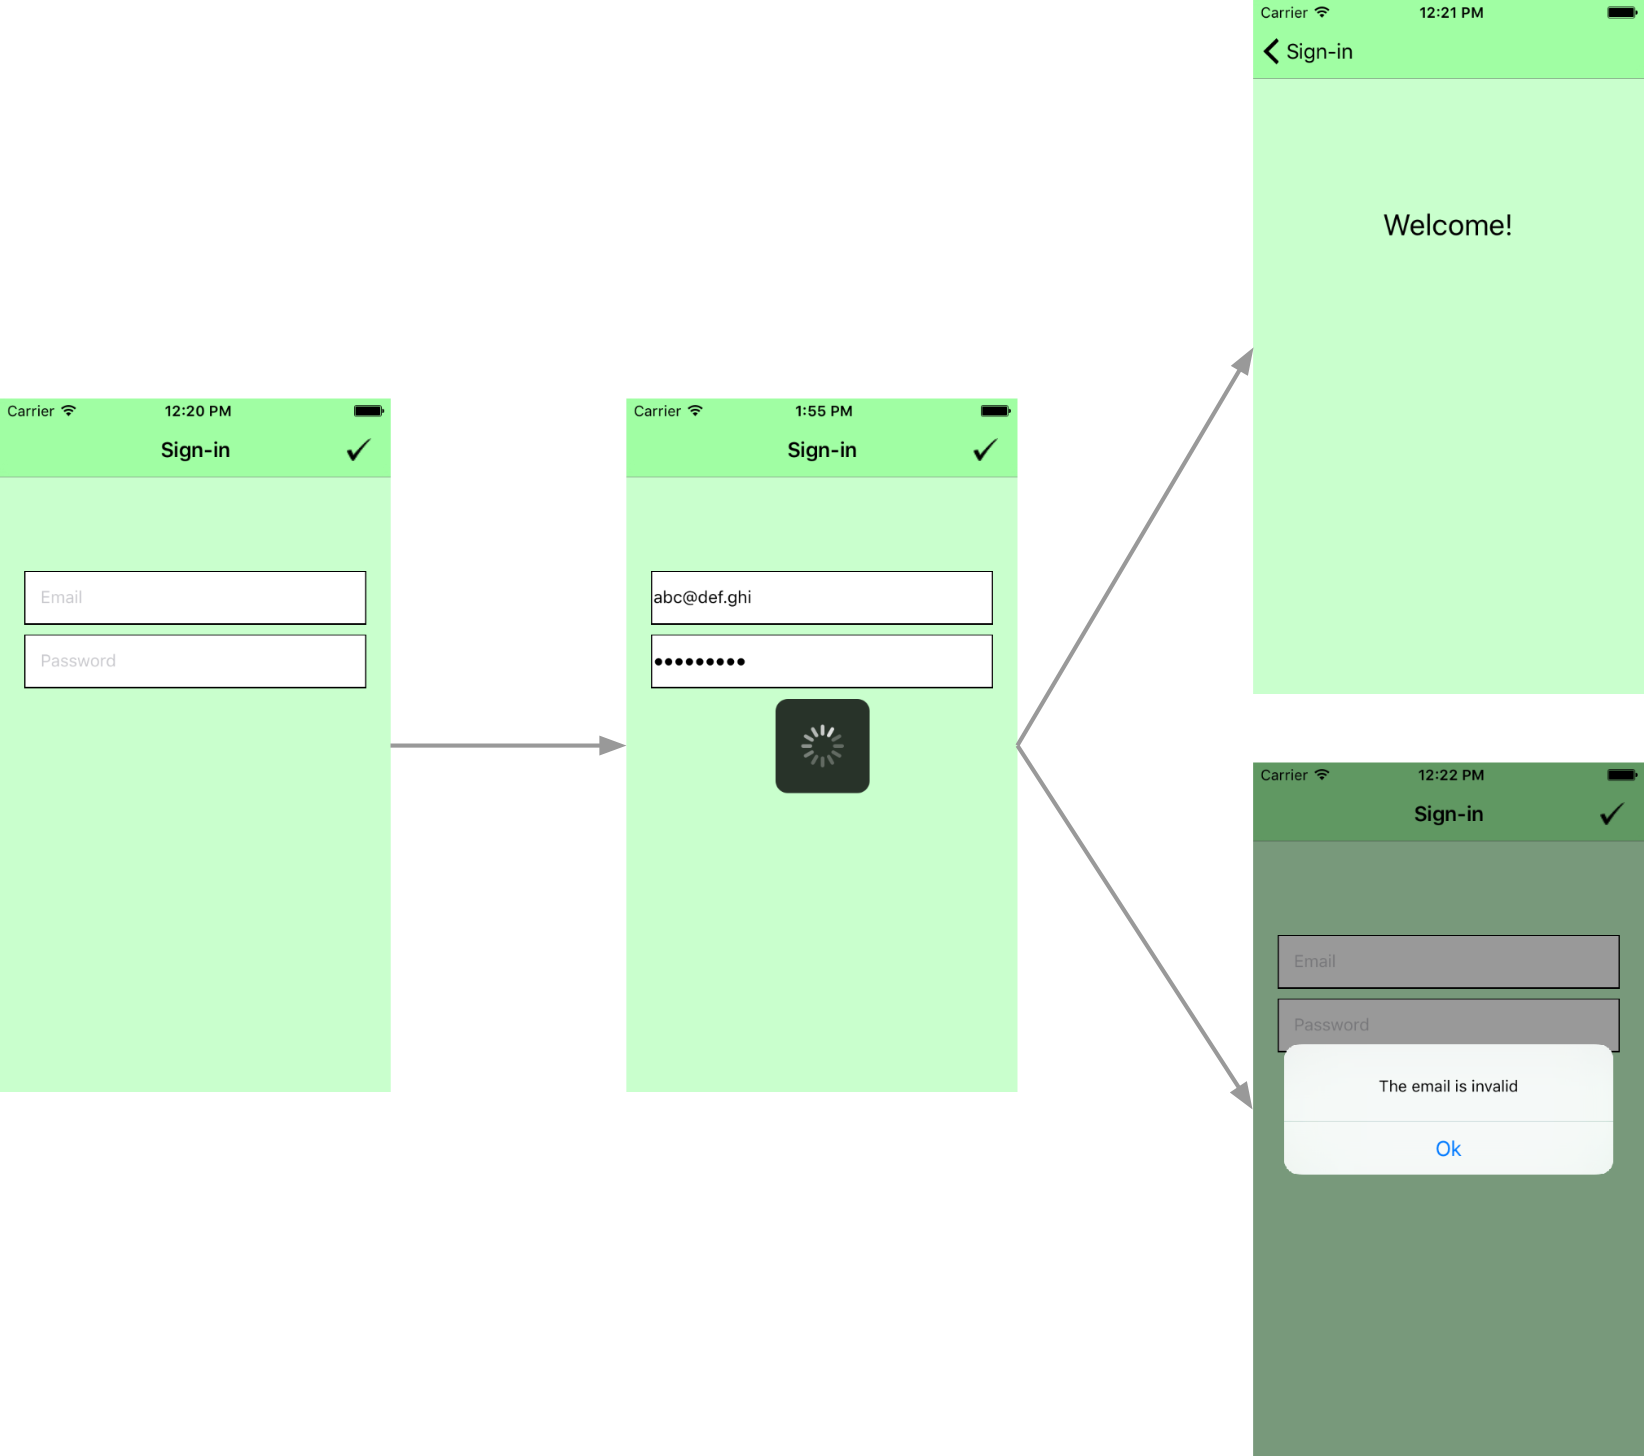 Carrier 12:20 PM
Sign-in
Email
Password
Carrier 1:55 PM
Sign-in
abc@def.ghi
•••••••••
Carrier 12:21 PM
Sign-in
Welcome!
Carrier 12:22 PM
Sign-in
Email
Password
The email is invalid
Ok